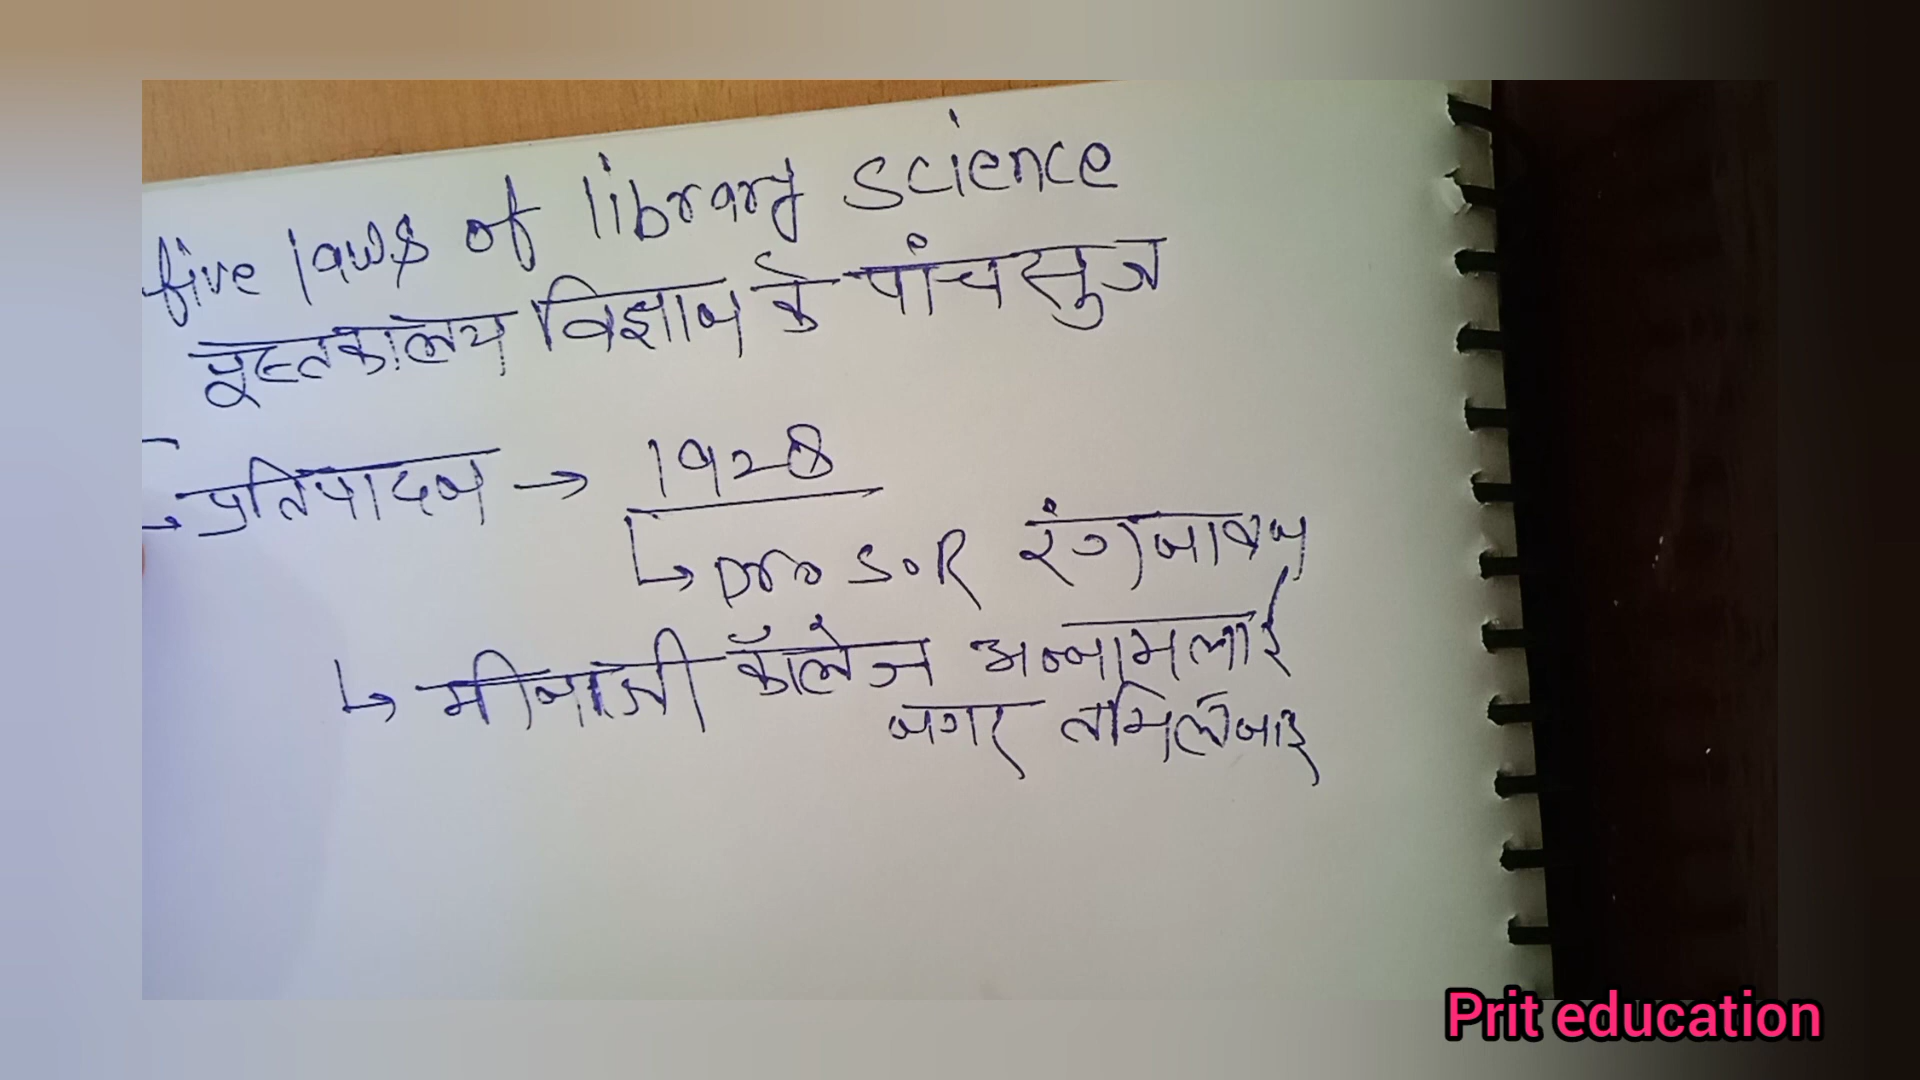 five laws of library science
पुस्तकालय विज्ञान के पांच सुत्र
प्रतिपादन → 1928
↳ pro S.R रंगनाथन
↳ मीनाक्षी कॉलेज अन्नामलाई
नगर तमिलनाडु
Prit education